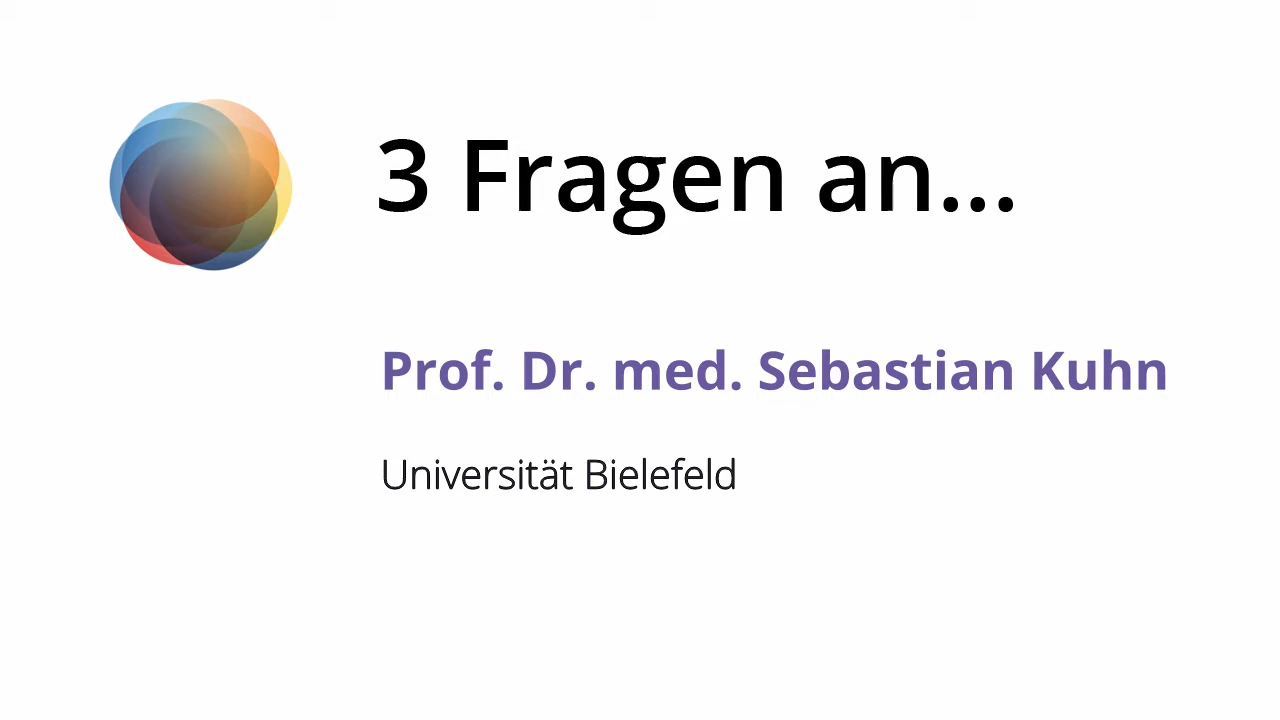 3 Fragen an...
Prof. Dr. med. Sebastian Kuhn
Universität Bielefeld